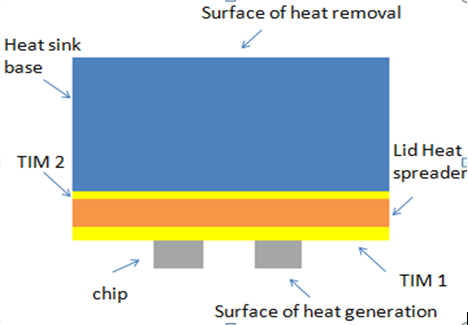 Surface of heat removal
Heat sink
base
TIM 2
Lid Heat
spreader
TIM 1
chip
Surface of heat generation